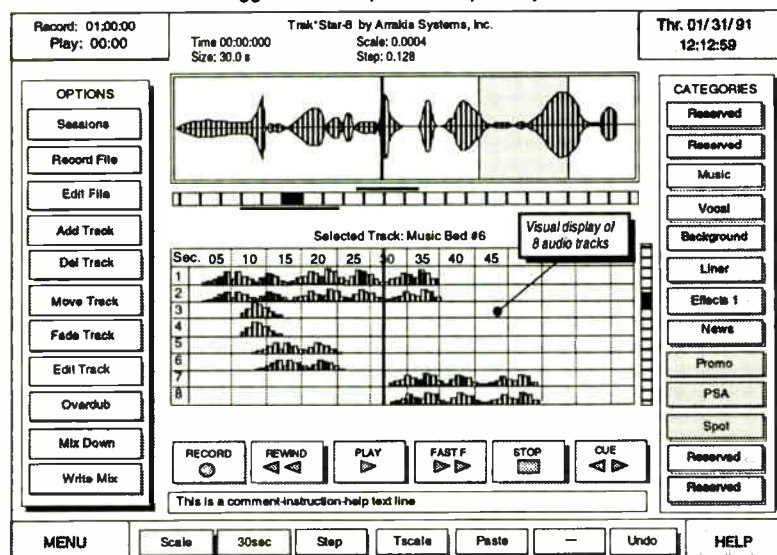 Record: 01:00:00
Play: 00:00
Trak*Star-8 by Arrakis Systems, Inc.
Time 00:00:000
Scale: 0.0004
Size: 30.0 s
Step: 0.128
Thr. 01/31/91
12:12:59
OPTIONS
Sessions
Record File
Edit File
Add Track
Del Track
Move Track
Fade Track
Edit Track
Overdub
Mix Down
Write Mix
Selected Track: Music Bed #6
Visual display of
8 audio tracks
Sec. 05 10 15 20 25 30 35 40 45
1
2
3
4
5
6
7
8
RECORD
REWIND
PLAY
FAST F
STOP
CUE
This is a comment-instruction-help text line
CATEGORIES
Reserved
Reserved
Music
Vocal
Background
Liner
Effects 1
News
Promo
PSA
Spot
Reserved
Reserved
MENU
Scale
30sec
Step
Tscale
Paste
—
Undo
HELP